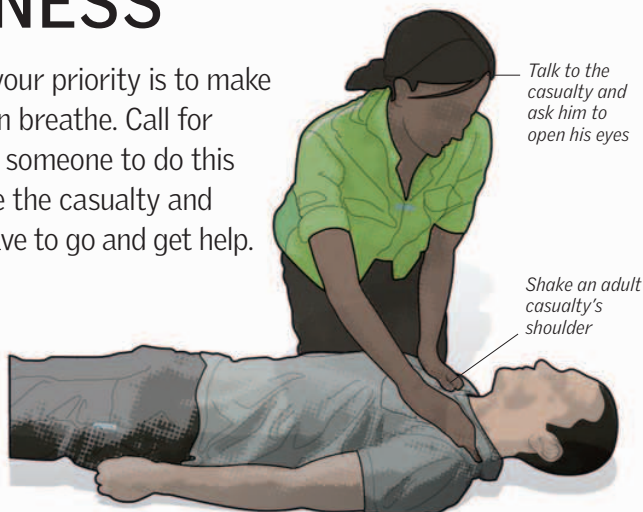 NESS
your priority is to make
n breathe. Call for
someone to do this
e the casualty and
ve to go and get help.
Talk to the
casualty and
ask him to
open his eyes
Shake an adult
casualty's
shoulder